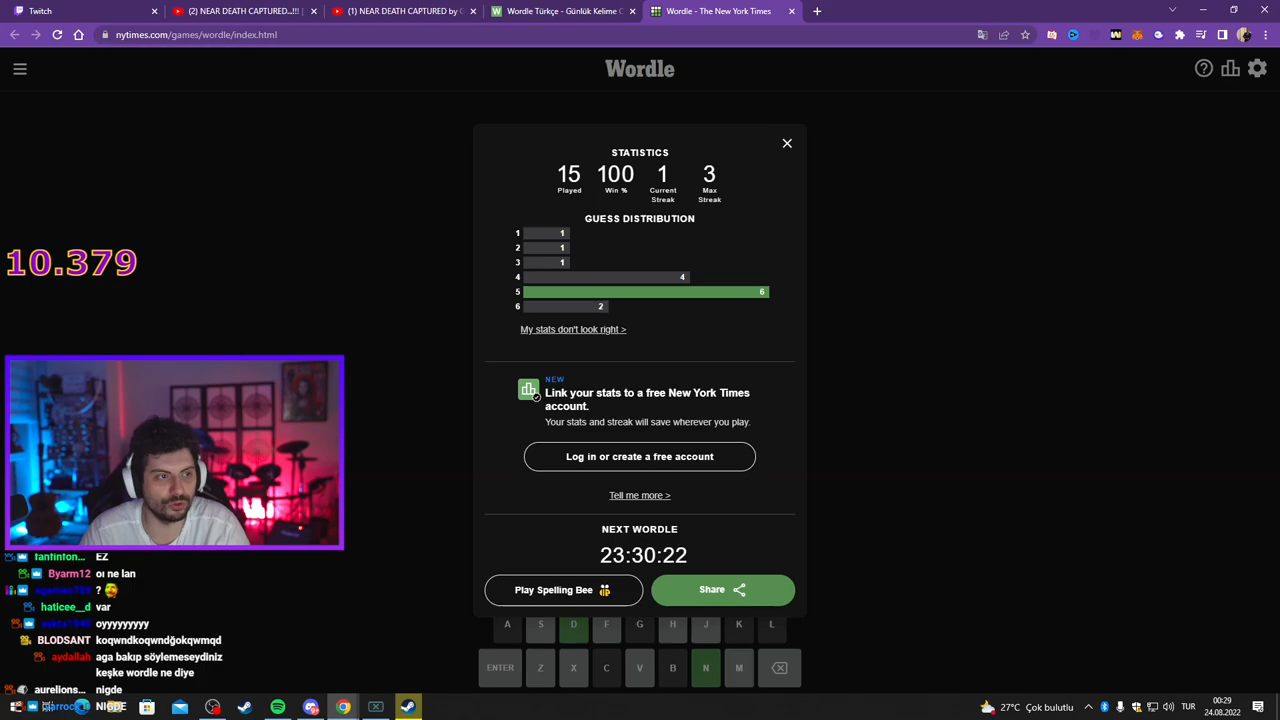 Twitch
(2) NEAR DEATH CAPTURED...!!! |
(1) NEAR DEATH CAPTURED by G
Wordle Türkçe - Günlük Kelime O
Wordle - The New York Times
nytimes.com/games/wordle/index.html
Wordle
STATISTICS
15 100 1 3
Played Win % Current Streak Max Streak
GUESS DISTRIBUTION
1 1
2 1
3 1
4 4
5 6
6 2
My stats don't look right >
10.379
NEW
Link your stats to a free New York Times
account.
Your stats and streak will save wherever you play.
Log in or create a free account
Tell me more >
NEXT WORDLE
23:30:22
Play Spelling Bee
Share
A S D F G H J K L
ENTER Z X C V B N M
fanfinfon... EZ
Byarm12 oı ne lan
?
haticee__d var
oyyyyyyyy
BLODSANT koqwndkoqwndğokqwmqd
aydallah aga bakıp söylemeseydiniz
keşke wordle ne diye
aurelions... nigde
NIGDE
27°C Çok bulutlu
TUR
00:29
24.08.2022